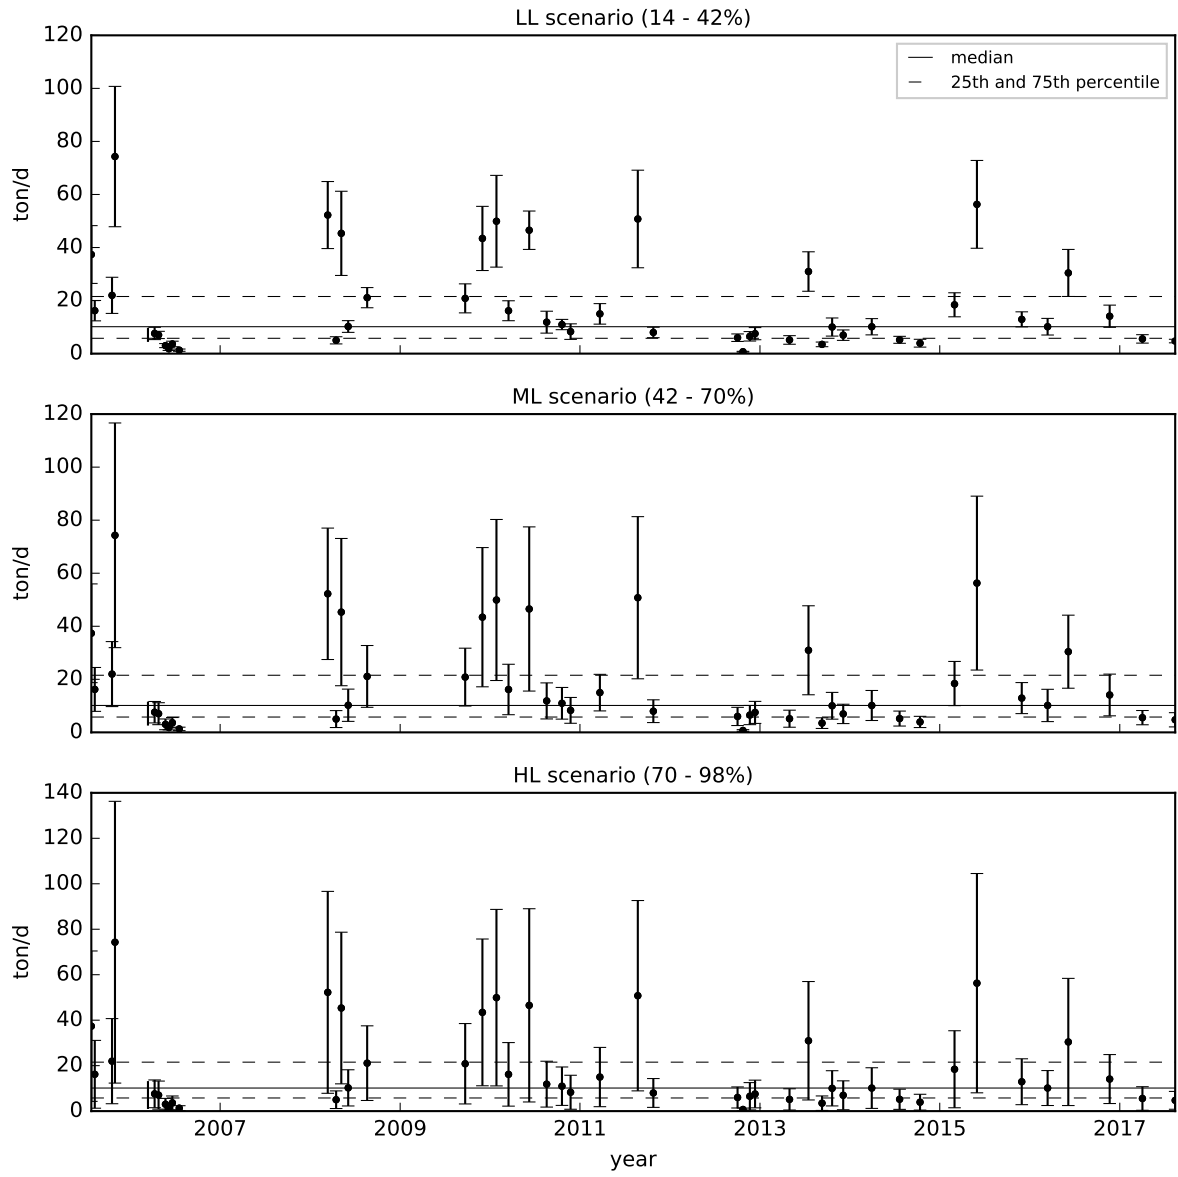 LL scenario (14 - 42%)
120
100
80
60
40
20
0
ton/d
median
25th and 75th percentile
ML scenario (42 - 70%)
120
100
80
60
40
20
0
ton/d
HL scenario (70 - 98%)
140
120
100
80
60
40
20
0
ton/d
2007 2009 2011 2013 2015 2017
year